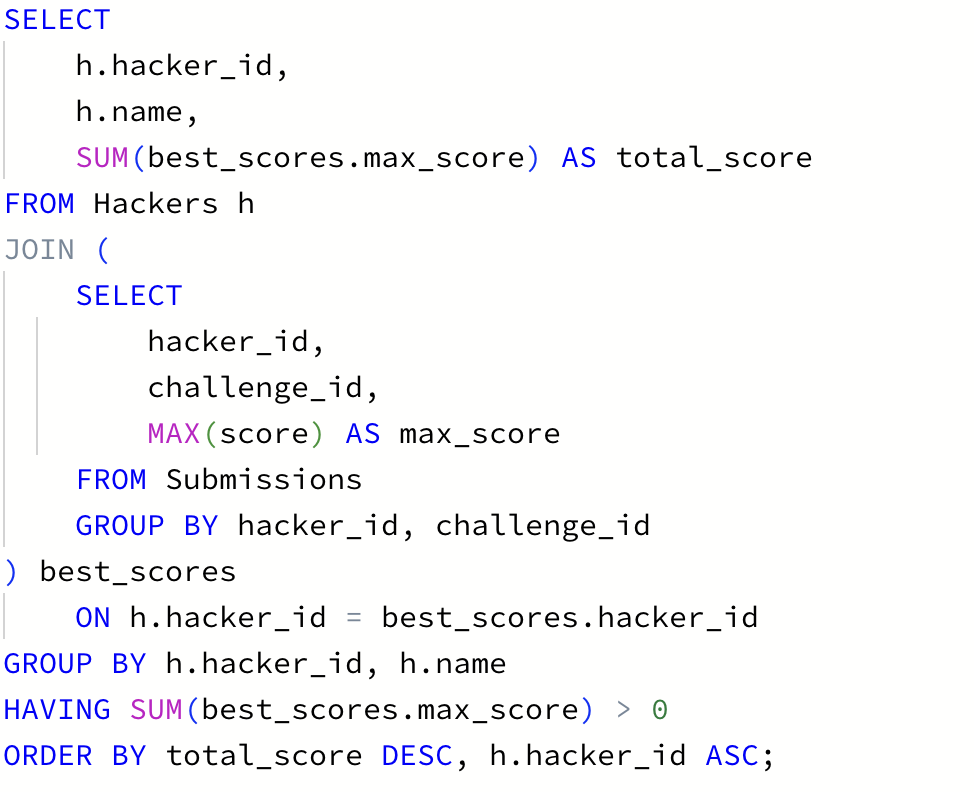 SELECT
    h.hacker_id,
    h.name,
    SUM(best_scores.max_score) AS total_score
FROM Hackers h
JOIN (
    SELECT
        hacker_id,
        challenge_id,
        MAX(score) AS max_score
    FROM Submissions
    GROUP BY hacker_id, challenge_id
) best_scores
    ON h.hacker_id = best_scores.hacker_id
GROUP BY h.hacker_id, h.name
HAVING SUM(best_scores.max_score) > 0
ORDER BY total_score DESC, h.hacker_id ASC;